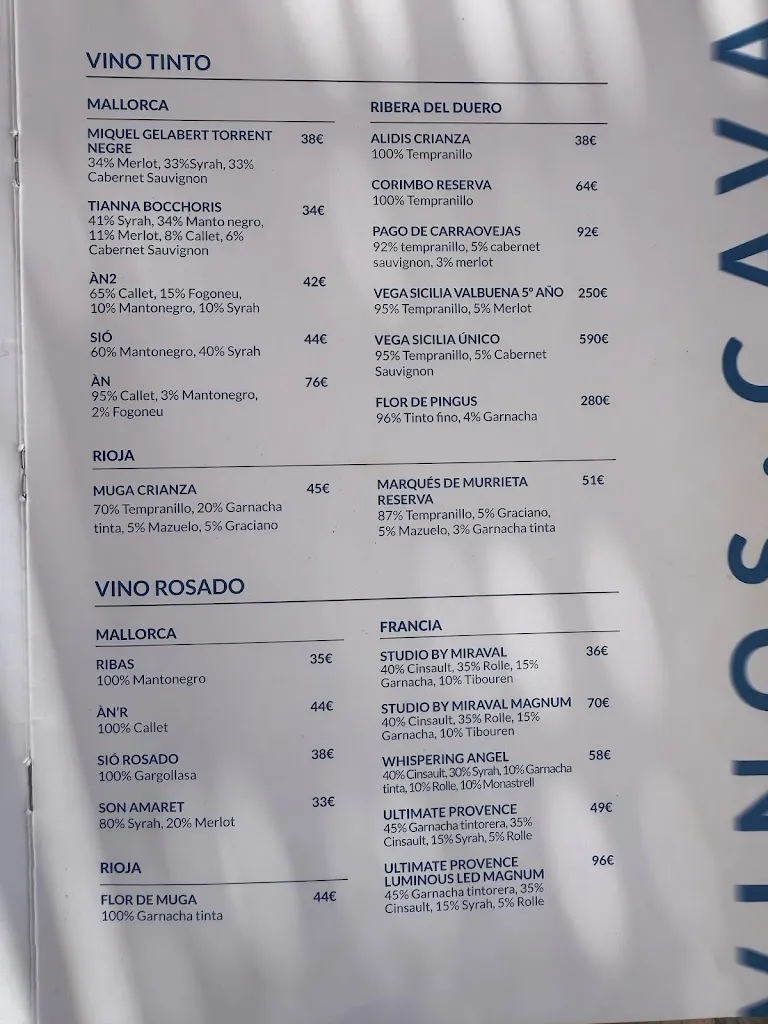 VINO TINTO
MALLORCA
MIQUEL GELABERT TORRENT 38€
NEGRE
34% Merlot, 33%Syrah, 33%
Cabernet Sauvignon
TIANNA BOCCHORIS 34€
41% Syrah, 34% Manto negro,
11% Merlot, 8% Callet, 6%
Cabernet Sauvignon
ÀN2 42€
65% Callet, 15% Fogoneu,
10% Mantonegro, 10% Syrah
SIÓ 44€
60% Mantonegro, 40% Syrah
ÀN 76€
95% Callet, 3% Mantonegro,
2% Fogoneu
RIBERA DEL DUERO
ALIDIS CRIANZA 38€
100% Tempranillo
CORIMBO RESERVA 64€
100% Tempranillo
PAGO DE CARRAOVEJAS 92€
92% tempranillo, 5% cabernet
sauvignon, 3% merlot
VEGA SICILIA VALBUENA 5º AÑO 250€
95% Tempranillo, 5% Merlot
VEGA SICILIA ÚNICO 590€
95% Tempranillo, 5% Cabernet
Sauvignon
FLOR DE PINGUS 280€
96% Tinto fino, 4% Garnacha
RIOJA
MUGA CRIANZA 45€
70% Tempranillo, 20% Garnacha
tinta, 5% Mazuelo, 5% Graciano
MARQUÉS DE MURRIETA 51€
RESERVA
87% Tempranillo, 5% Graciano,
5% Mazuelo, 3% Garnacha tinta
VINO ROSADO
MALLORCA
RIBAS 35€
100% Mantonegro
ÀN'R 44€
100% Callet
SIÓ ROSADO 38€
100% Gargollasa
SON AMARET 33€
80% Syrah, 20% Merlot
RIOJA
FLOR DE MUGA 44€
100% Garnacha tinta
FRANCIA
STUDIO BY MIRAVAL 36€
40% Cinsault, 35% Rolle, 15%
Garnacha, 10% Tibouren
STUDIO BY MIRAVAL MAGNUM 70€
40% Cinsault, 35% Rolle, 15%
Garnacha, 10% Tibouren
WHISPERING ANGEL 58€
40% Cinsault, 30% Syrah, 10% Garnacha
tinta, 10% Rolle, 10% Monastrell
ULTIMATE PROVENCE 49€
45% Garnacha tintorera, 35%
Cinsault, 15% Syrah, 5% Rolle
ULTIMATE PROVENCE 96€
LUMINOUS LED MAGNUM
45% Garnacha tintorera, 35%
Cinsault, 15% Syrah, 5% Rolle
VINOS·CAVA